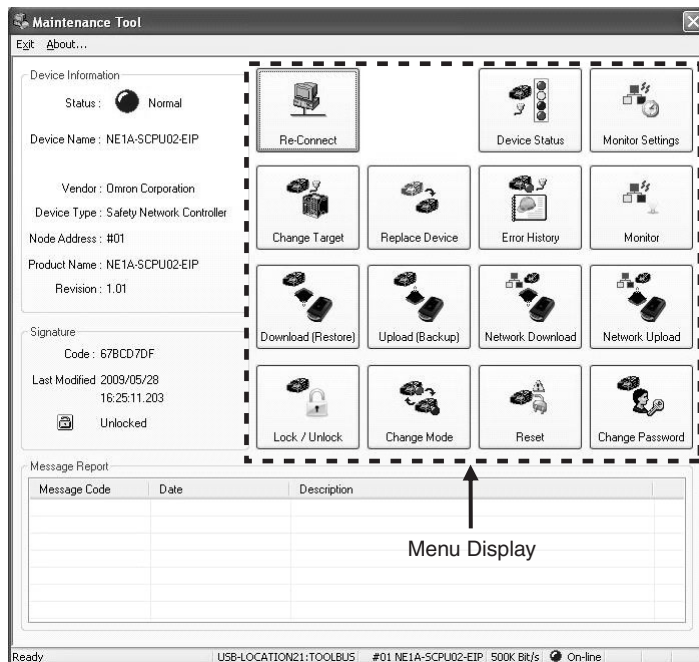 Maintenance Tool
Exit About...
Device Information
Status : Normal
Device Name : NE1A-SCPU02-EIP
Vendor : Omron Corporation
Device Type : Safety Network Controller
Node Address : #01
Product Name : NE1A-SCPU02-EIP
Revision : 1.01
Signature
Code : 67BCD7DF
Last Modified 2009/05/28
16:25:11.203
Unlocked
Re-Connect
Device Status
Monitor Settings
Change Target
Replace Device
Error History
Monitor
Download (Restore)
Upload (Backup)
Network Download
Network Upload
Lock / Unlock
Change Mode
Reset
Change Password
Message Report
Message Code Date Description
Menu Display
Ready USB-LOCATION21:TOOLBUS #01 NE1A-SCPU02-EIP 500K Bit/s On-line